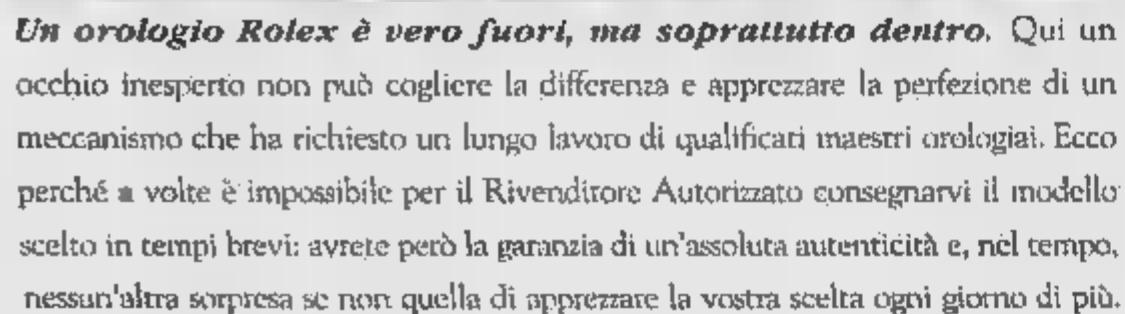 Un orologio Rolex è vero fuori, ma soprattutto dentro. Qui un
occhio inesperto non può cogliere la differenza e apprezzare la perfezione di un
meccanismo che ha richiesto un lungo lavoro di qualificati maestri orologiai. Ecco
perché a volte è impossibile per il Rivenditore Autorizzato consegnarvi il modello
scelto in tempi brevi: avrete però la garanzia di un'assoluta autenticità e, nel tempo,
nessun'altra sorpresa se non quella di apprezzare la vostra scelta ogni giorno di più.